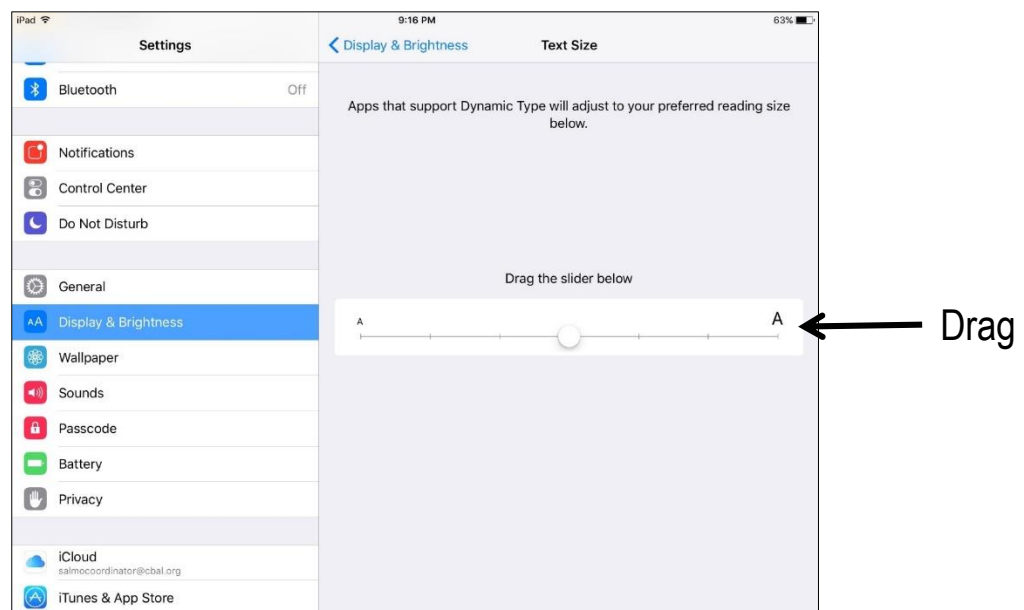 iPad 9:16 PM 63%
Settings
Display & Brightness Text Size
Bluetooth Off
Notifications
Control Center
Do Not Disturb
General
AA Display & Brightness
Wallpaper
Sounds
Passcode
Battery
Privacy
iCloud
salmocoordinator@cbal.org
iTunes & App Store
Apps that support Dynamic Type will adjust to your preferred reading size
below.
Drag the slider below
A A
Drag